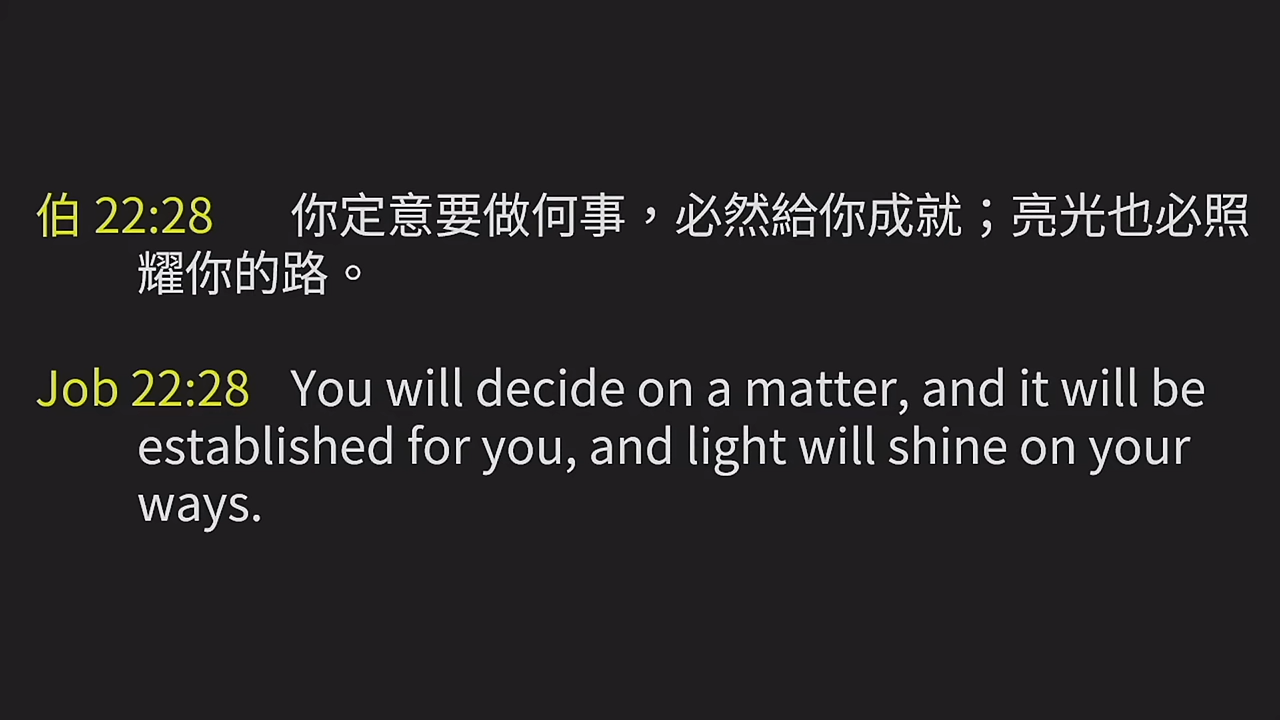 伯 22:28 你定意要做何事，必然給你成就；亮光也必照
耀你的路。
Job 22:28 You will decide on a matter, and it will be
established for you, and light will shine on your
ways.